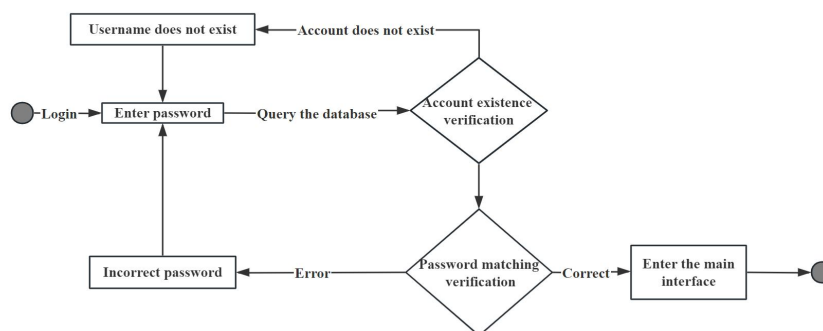 Username does not exist
Account does not exist
Login
Enter password
Query the database
Account existence
verification
Incorrect password
Error
Password matching
verification
Correct
Enter the main
interface